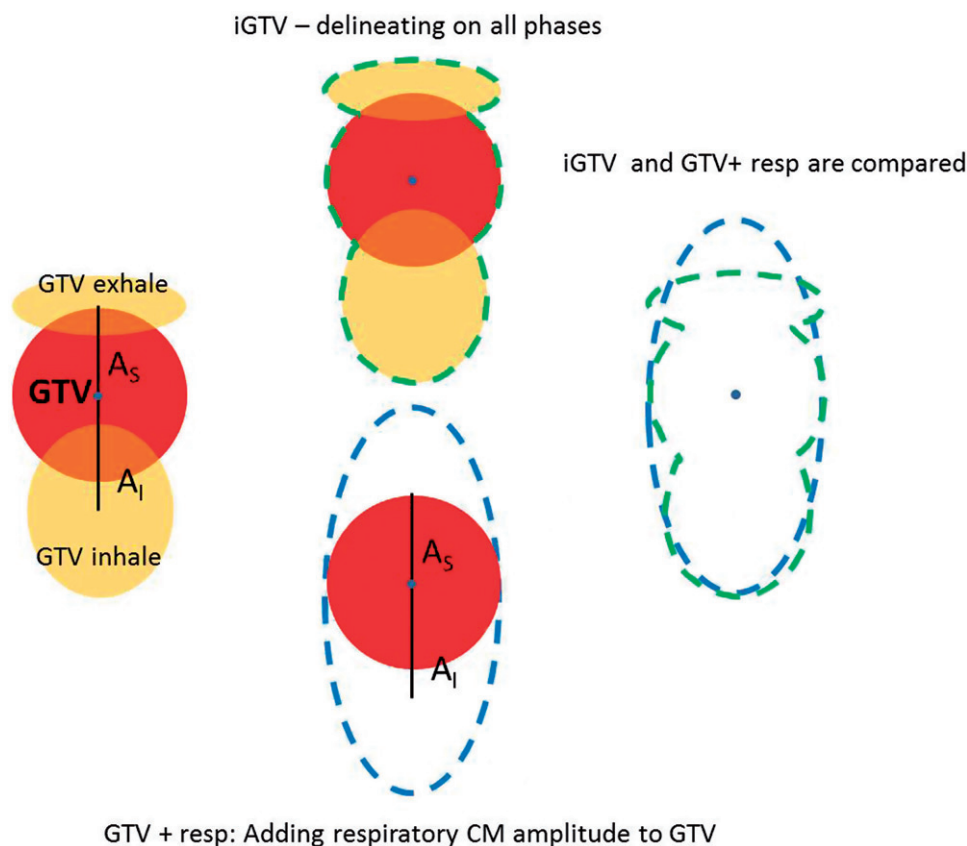 iGTV – delineating on all phases
iGTV and GTV+ resp are compared
GTV exhale
A_S
GTV
A_I
GTV inhale
A_S
A_I
GTV + resp: Adding respiratory CM amplitude to GTV